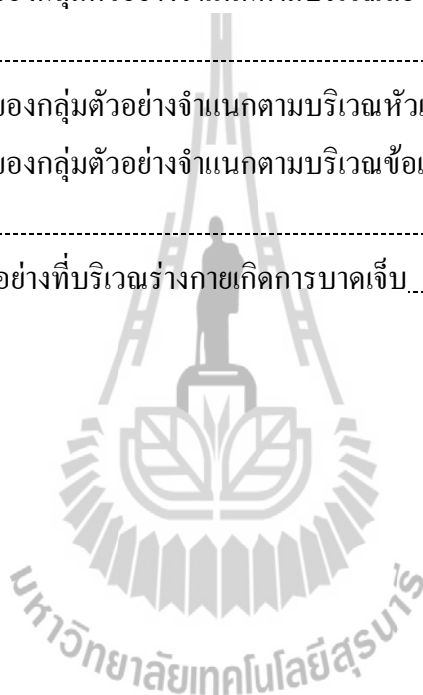 ของกลุ่มตัวอย่างจำแนกตามบริเวณหัวเ
ของกลุ่มตัวอย่างจำแนกตามบริเวณข้อเ
อย่างที่บริเวณร่างกายเกิดการบาดเจ็บ
มหาวิทยาลัยเทคโนโลยีสุรนารี